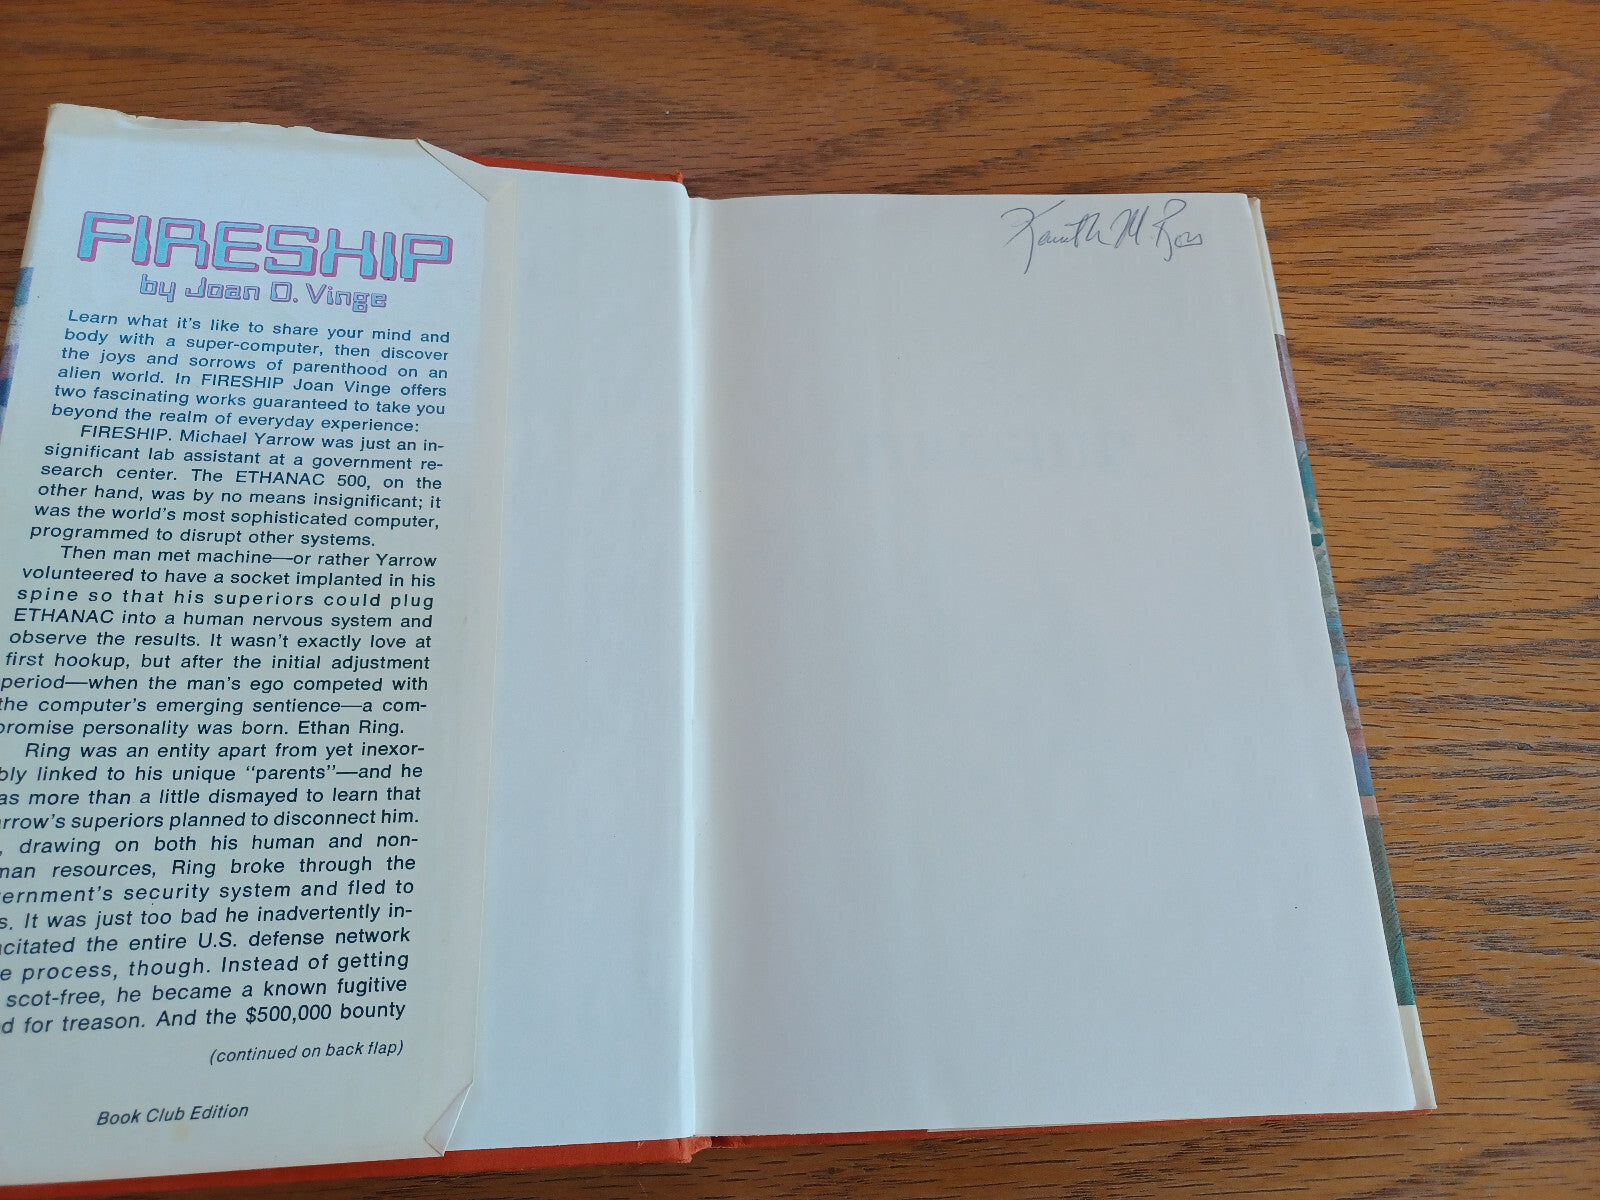 FIRESHIP
by Joan D. Vinge
Learn what it's like to share your mind and
body with a super-computer, then discover
the joys and sorrows of parenthood on an
alien world. In FIRESHIP Joan Vinge offers
two fascinating works guaranteed to take you
beyond the realm of everyday experience:
FIRESHIP. Michael Yarrow was just an in-
significant lab assistant at a government re-
search center. The ETHANAC 500, on the
other hand, was by no means insignificant; it
was the world's most sophisticated computer,
programmed to disrupt other systems.
Then man met machine—or rather Yarrow
volunteered to have a socket implanted in his
spine so that his superiors could plug
ETHANAC into a human nervous system and
observe the results. It wasn't exactly love at
first hookup, but after the initial adjustment
period—when the man's ego competed with
the computer's emerging sentience—a com-
promise personality was born. Ethan Ring.
Ring was an entity apart from yet inexor-
bly linked to his unique "parents"—and he
as more than a little dismayed to learn that
arrow's superiors planned to disconnect him.
, drawing on both his human and non-
man resources, Ring broke through the
ernment's security system and fled to
s. It was just too bad he inadvertently in-
acitated the entire U.S. defense network
e process, though. Instead of getting
scot-free, he became a known fugitive
d for treason. And the $500,000 bounty
(continued on back flap)
Book Club Edition
Kenneth M. Ross